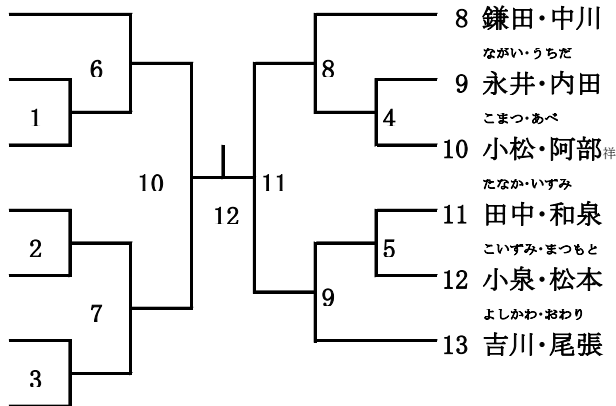 8 鎌田・中川
ながい・うちだ
9 永井・内田
こまつ・あべ
10 小松・阿部祥
たなか・いずみ
11 田中・和泉
こいずみ・まつもと
12 小泉・松本
よしかわ・おわり
13 吉川・尾張
6
1
10
2
7
3
12
8
4
11
5
9